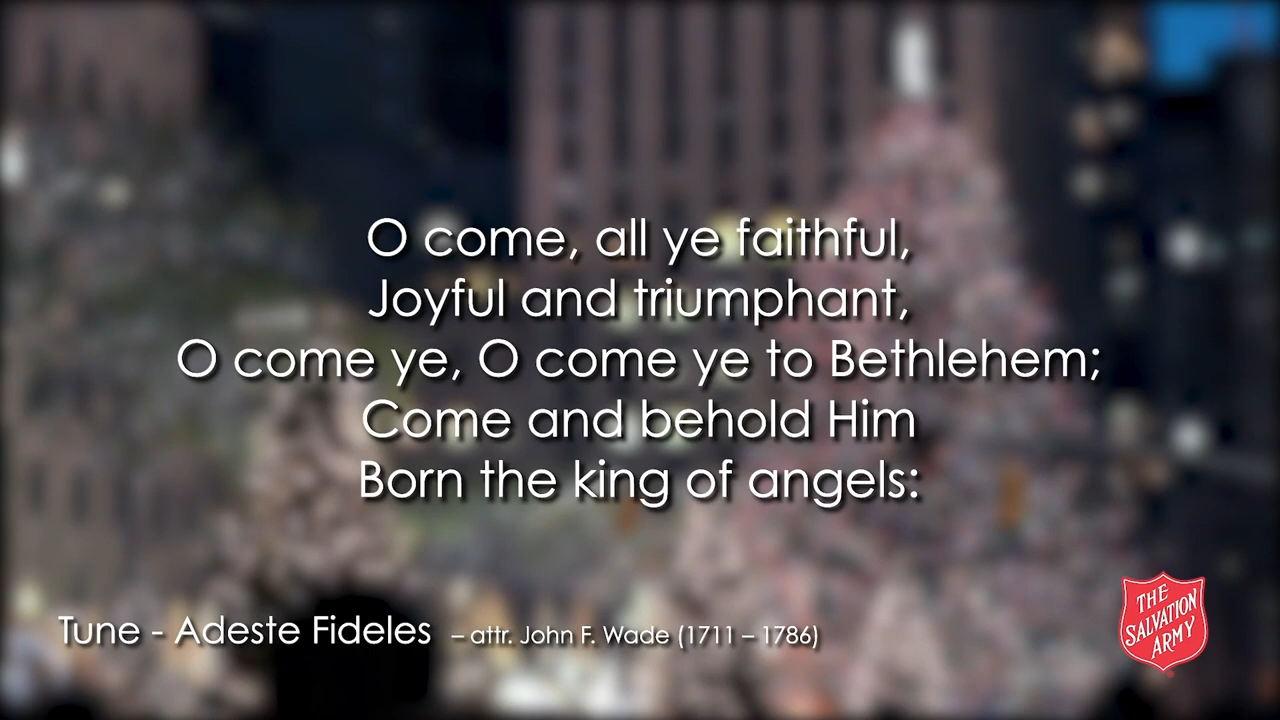 O come, all ye faithful,
Joyful and triumphant,
O come ye, O come ye to Bethlehem;
Come and behold Him
Born the king of angels:
Tune - Adeste Fideles – attr. John F. Wade (1711 – 1786)
THE
SALVATION
ARMY